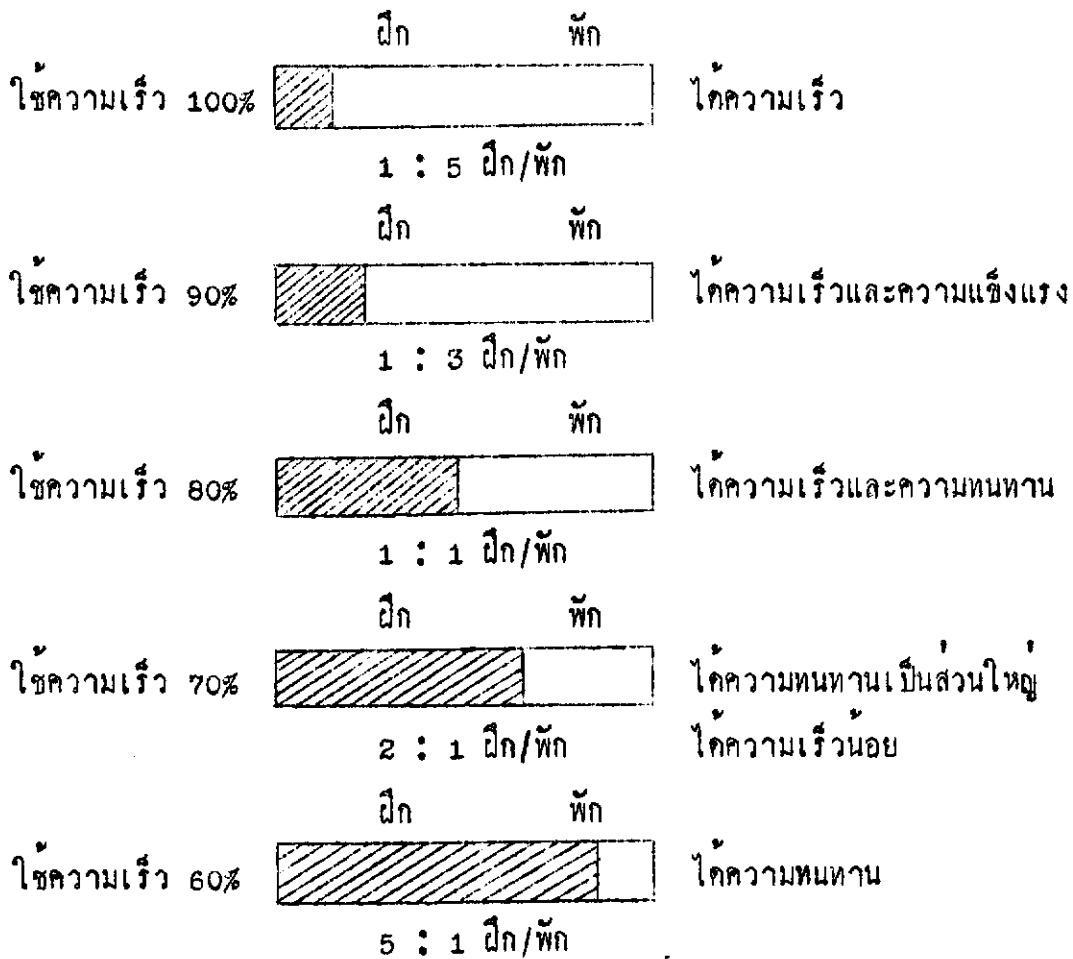 ฝึก พัก
ใช้ความเร็ว 100% ได้ความเร็ว
1 : 5 ฝึก/พัก
ฝึก พัก
ใช้ความเร็ว 90% ได้ความเร็วและความแข็งแรง
1 : 3 ฝึก/พัก
ฝึก พัก
ใช้ความเร็ว 80% ได้ความเร็วและความทนทาน
1 : 1 ฝึก/พัก
ฝึก พัก
ใช้ความเร็ว 70% ได้ความทนทานเป็นส่วนใหญ่
2 : 1 ฝึก/พัก ได้ความเร็วน้อย
ฝึก พัก
ใช้ความเร็ว 60% ได้ความทนทาน
5 : 1 ฝึก/พัก